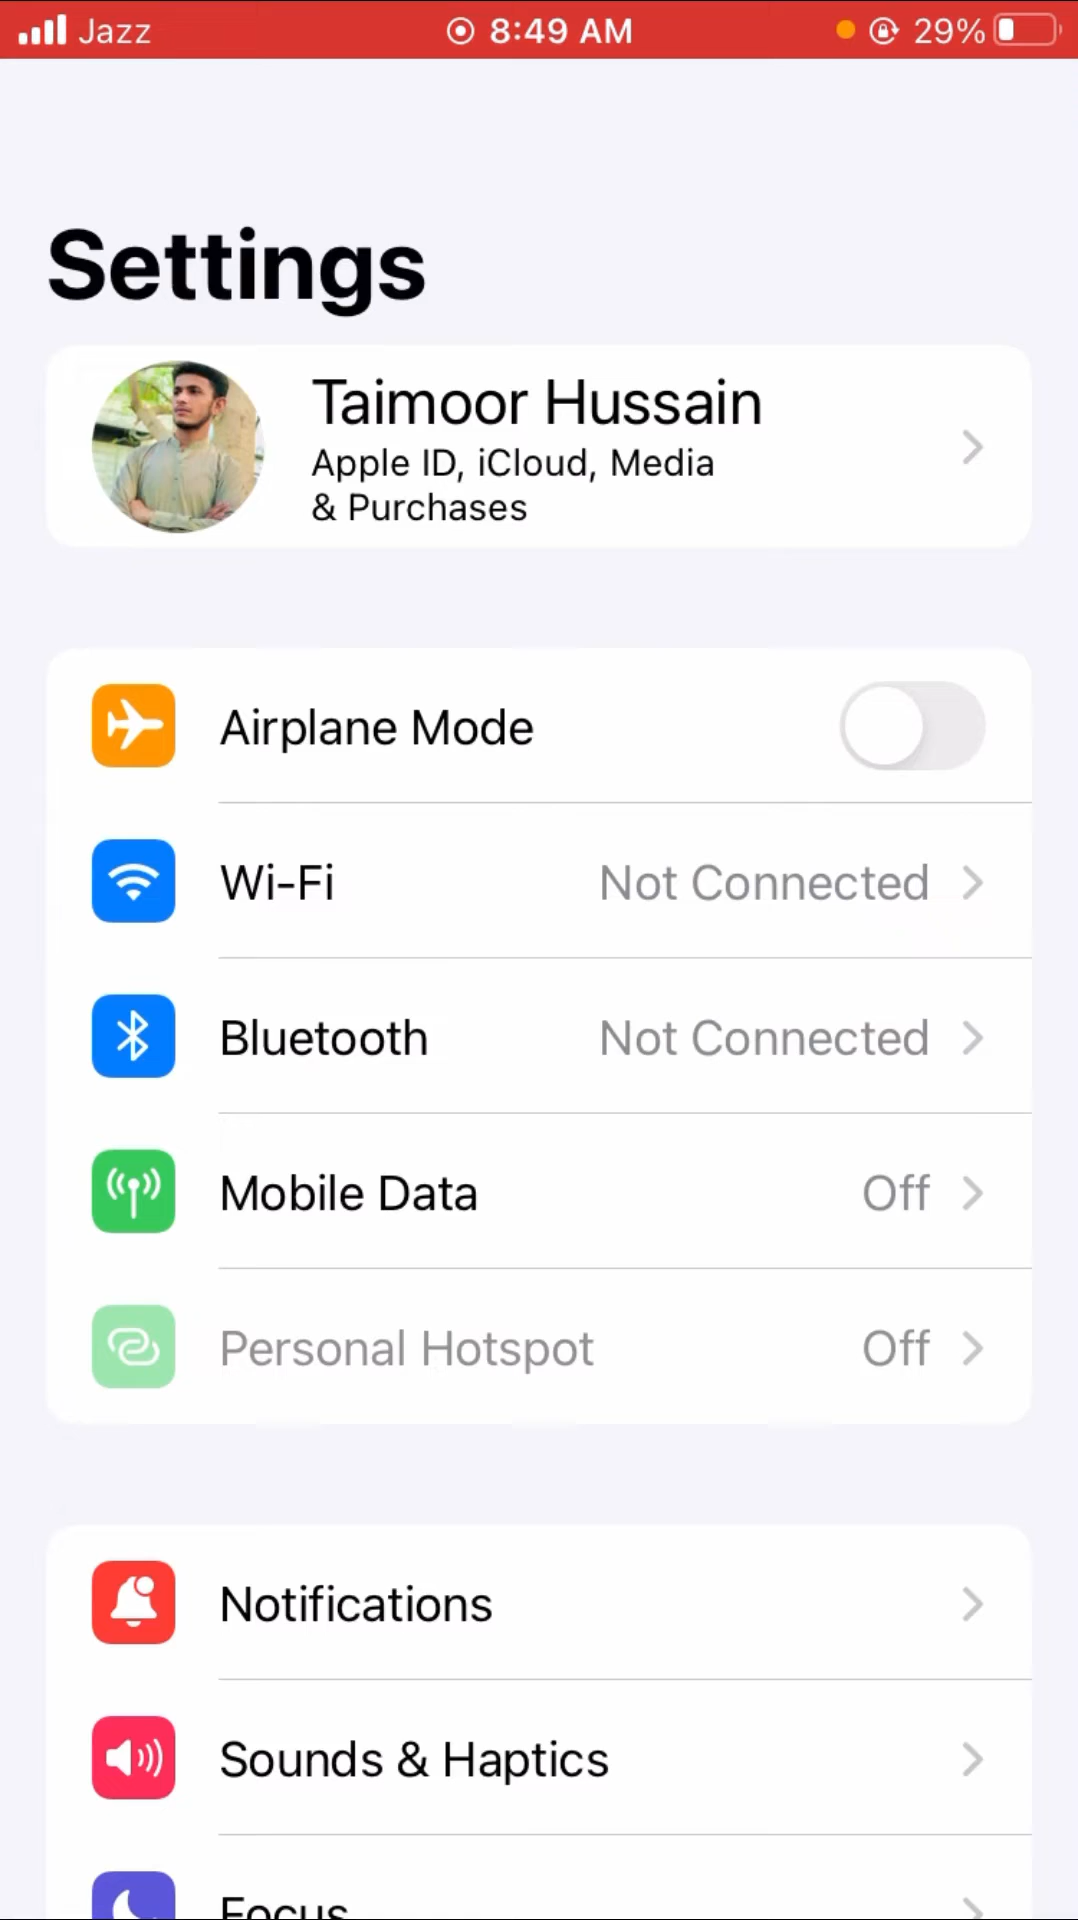 Jazz 8:49 AM 29%
Settings
Taimoor Hussain
Apple ID, iCloud, Media
& Purchases
Airplane Mode
Wi-Fi Not Connected
Bluetooth Not Connected
Mobile Data Off
Personal Hotspot Off
Notifications
Sounds & Haptics
Focus